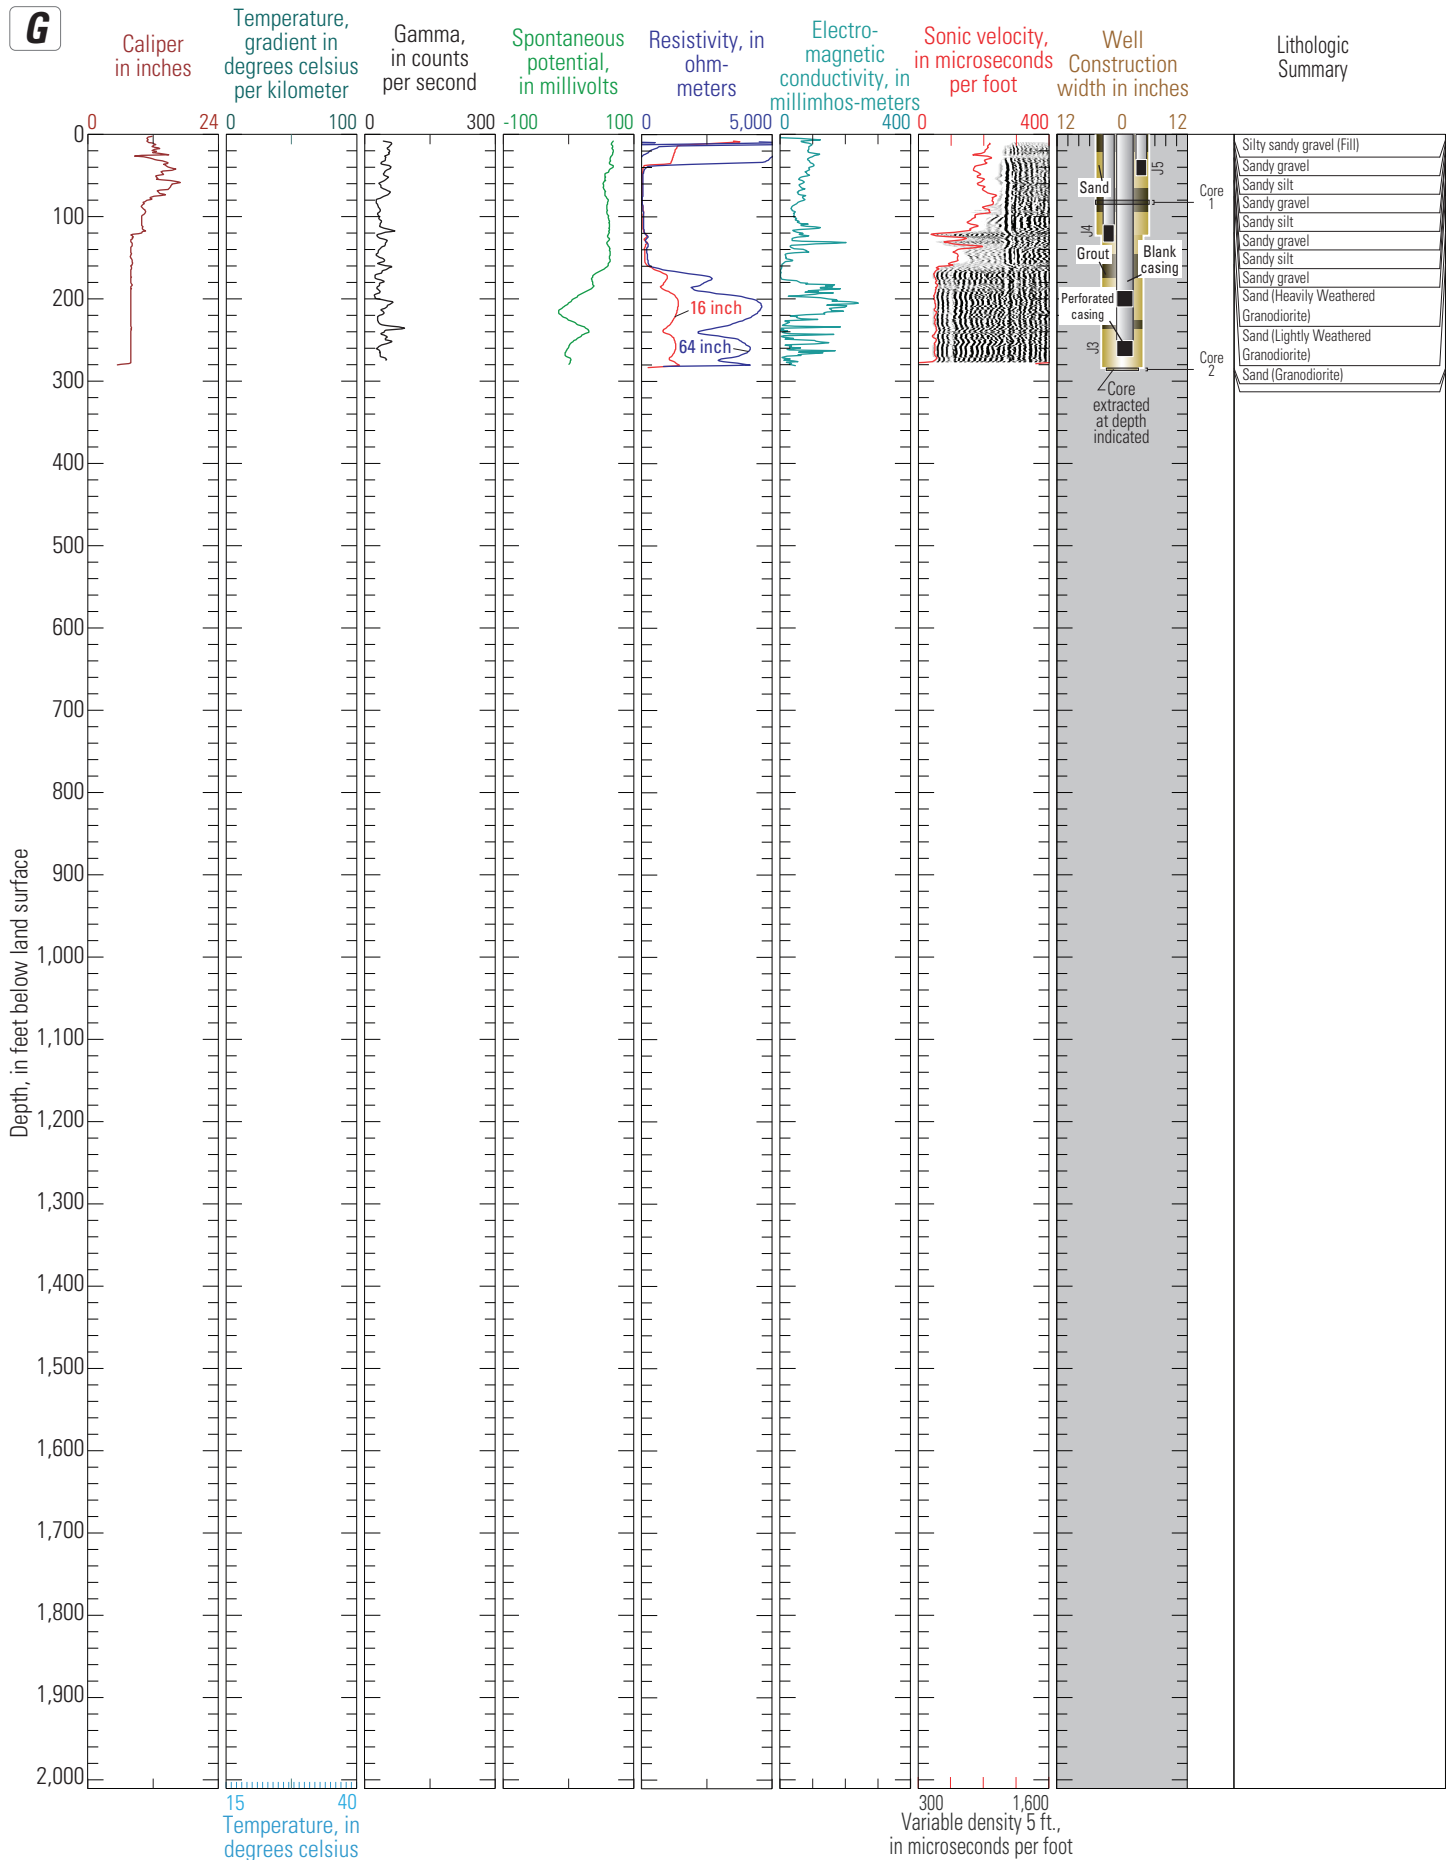 G
Caliper
in inches
Temperature,
gradient in
degrees celsius
per kilometer
Gamma,
in counts
per second
Spontaneous
potential,
in millivolts
Resistivity, in
ohm-
meters
Electro-
magnetic
conductivity, in
millimhos-meters
Sonic velocity,
in microseconds
per foot
Well
Construction
width in inches
Lithologic
Summary
0 24
0 100
0 300
-100 100
0 5,000
0 400
0 400
12 0 12
Depth, in feet below land surface
0
100
200
300
400
500
600
700
800
900
1,000
1,100
1,200
1,300
1,400
1,500
1,600
1,700
1,800
1,900
2,000
16 inch
64 inch
J5
Sand
J4
Grout
Blank
casing
Perforated
casing
J3
Core
extracted
at depth
indicated
Core
1
Core
2
Silty sandy gravel (Fill)
Sandy gravel
Sandy silt
Sandy gravel
Sandy silt
Sandy gravel
Sandy silt
Sandy gravel
Sand (Heavily Weathered
Granodiorite)
Sand (Lightly Weathered
Granodiorite)
Sand (Granodiorite)
15 40
Temperature, in
degrees celsius
300 1,600
Variable density 5 ft.,
in microseconds per foot